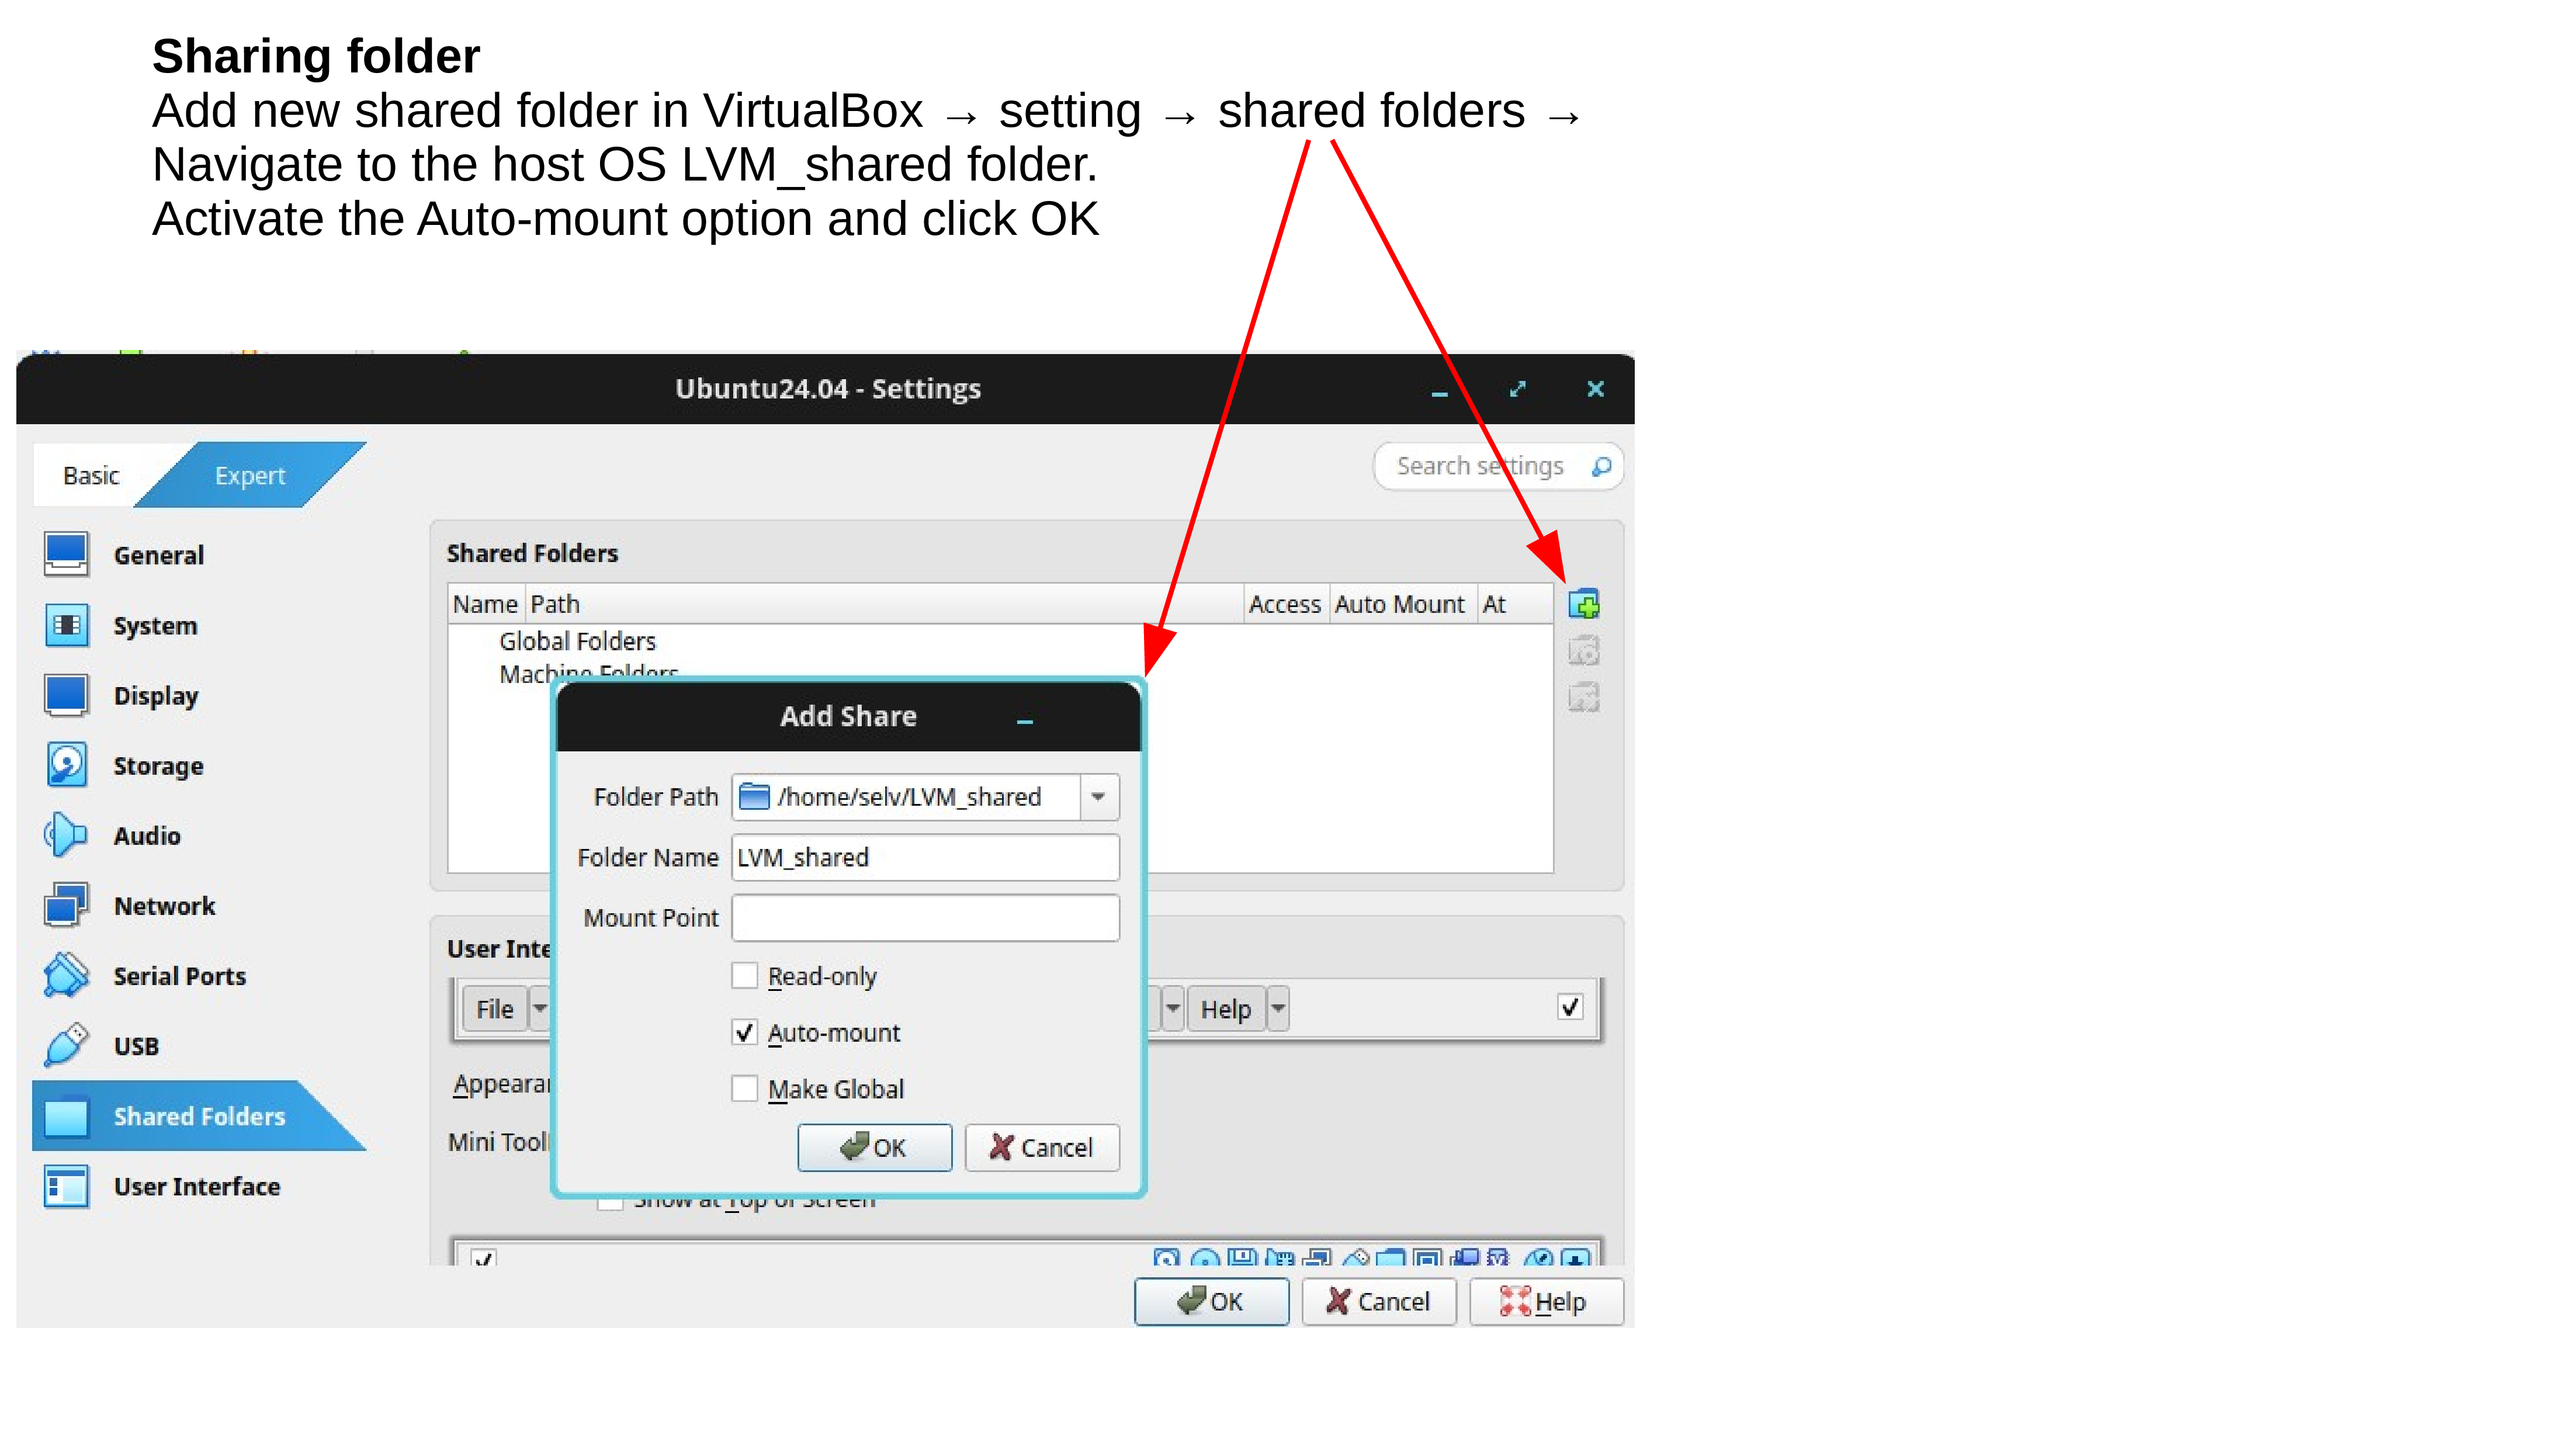 Sharing folder
Add new shared folder in VirtualBox → setting → shared folders →
Navigate to the host OS LVM_shared folder.
Activate the Auto-mount option and click OK
Ubuntu24.04 - Settings
Basic Expert
Search settings
General
System
Display
Storage
Audio
Network
Serial Ports
USB
Shared Folders
User Interface
Shared Folders
Name Path Access Auto Mount At
Global Folders
Machine Folders
Add Share
Folder Path /home/selv/LVM_shared
Folder Name LVM_shared
Mount Point
Read-only
Auto-mount
Make Global
OK Cancel
User Inte
File Help
Appearan
Mini Tool
Show at Top of Screen
OK Cancel Help